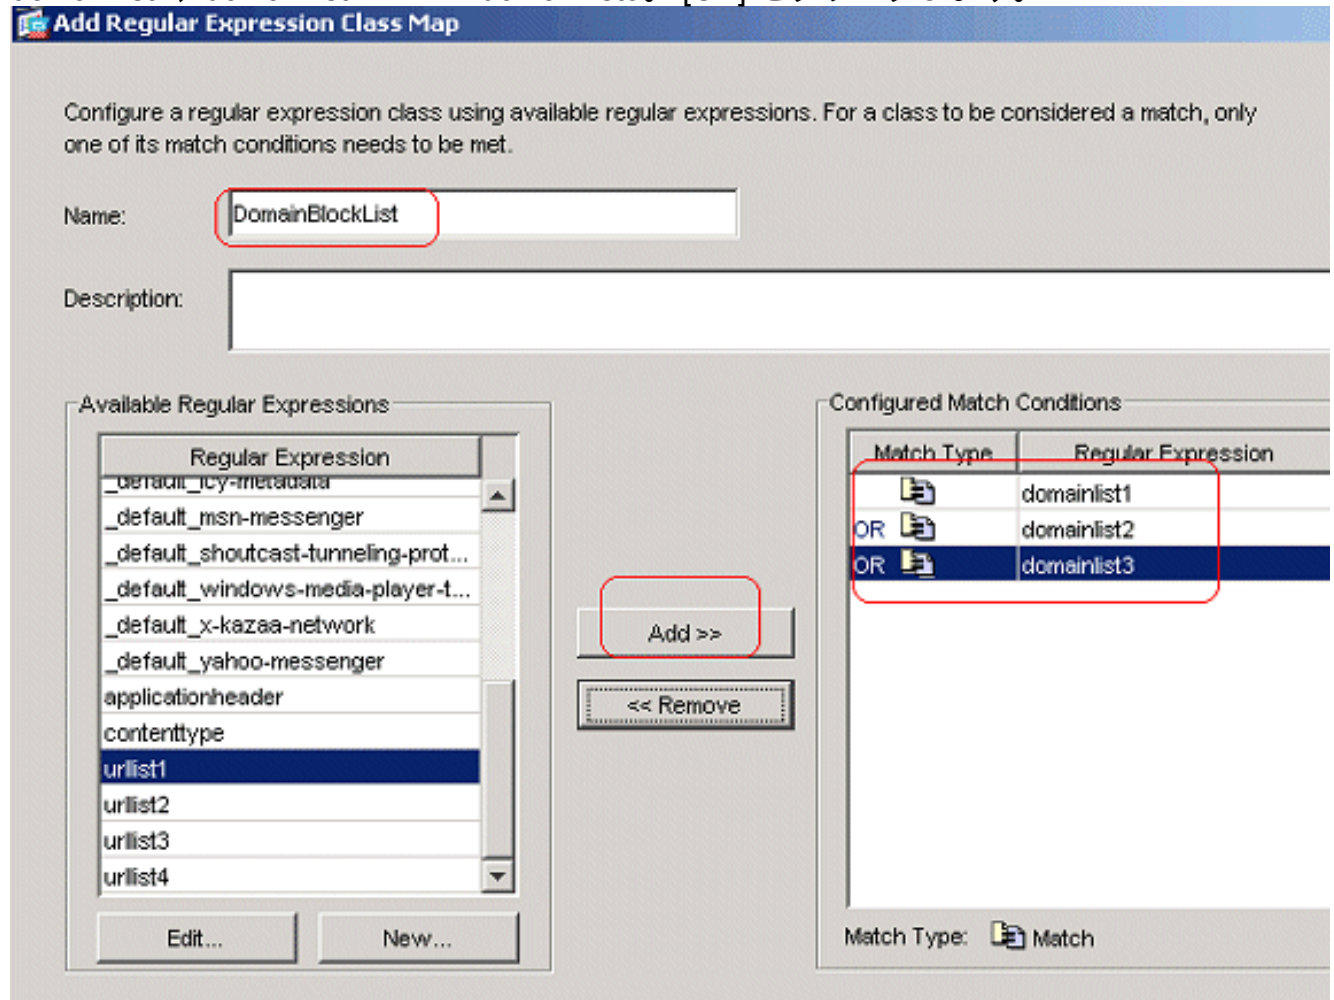 Add Regular Expression Class Map
Configure a regular expression class using available regular expressions. For a class to be considered a match, only
one of its match conditions needs to be met.
Name:
DomainBlockList
Description:
Available Regular Expressions
Regular Expression
_default_icy-metadata
_default_msn-messenger
_default_shoutcast-tunneling-prot...
_default_windows-media-player-t...
_default_x-kazaa-network
_default_yahoo-messenger
applicationheader
contenttype
urllist1
urllist2
urllist3
urllist4
Edit...
New...
Add >>
<< Remove
Configured Match Conditions
Match Type
Regular Expression
domainlist1
OR domainlist2
OR domainlist3
Match Type: Match